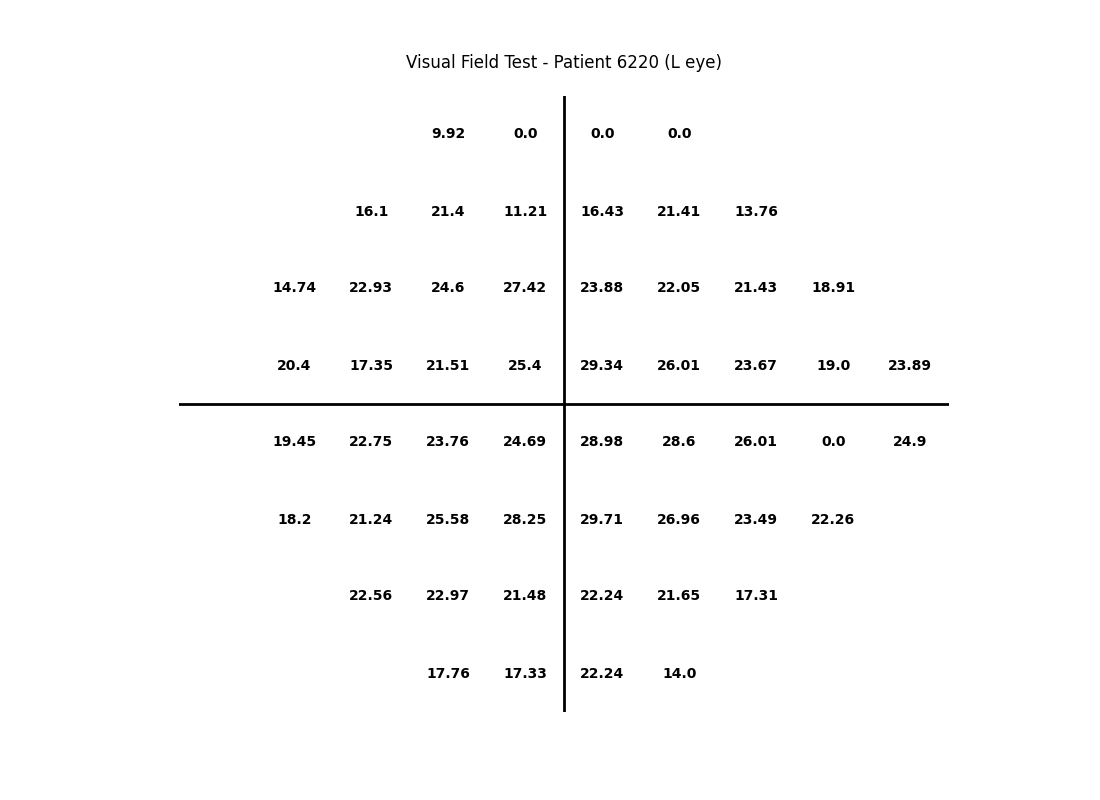 Visual Field Test - Patient 6220 (L eye)
9.92 0.0 0.0 0.0
16.1 21.4 11.21 16.43 21.41 13.76
14.74 22.93 24.6 27.42 23.88 22.05 21.43 18.91
20.4 17.35 21.51 25.4 29.34 26.01 23.67 19.0 23.89
19.45 22.75 23.76 24.69 28.98 28.6 26.01 0.0 24.9
18.2 21.24 25.58 28.25 29.71 26.96 23.49 22.26
22.56 22.97 21.48 22.24 21.65 17.31
17.76 17.33 22.24 14.0